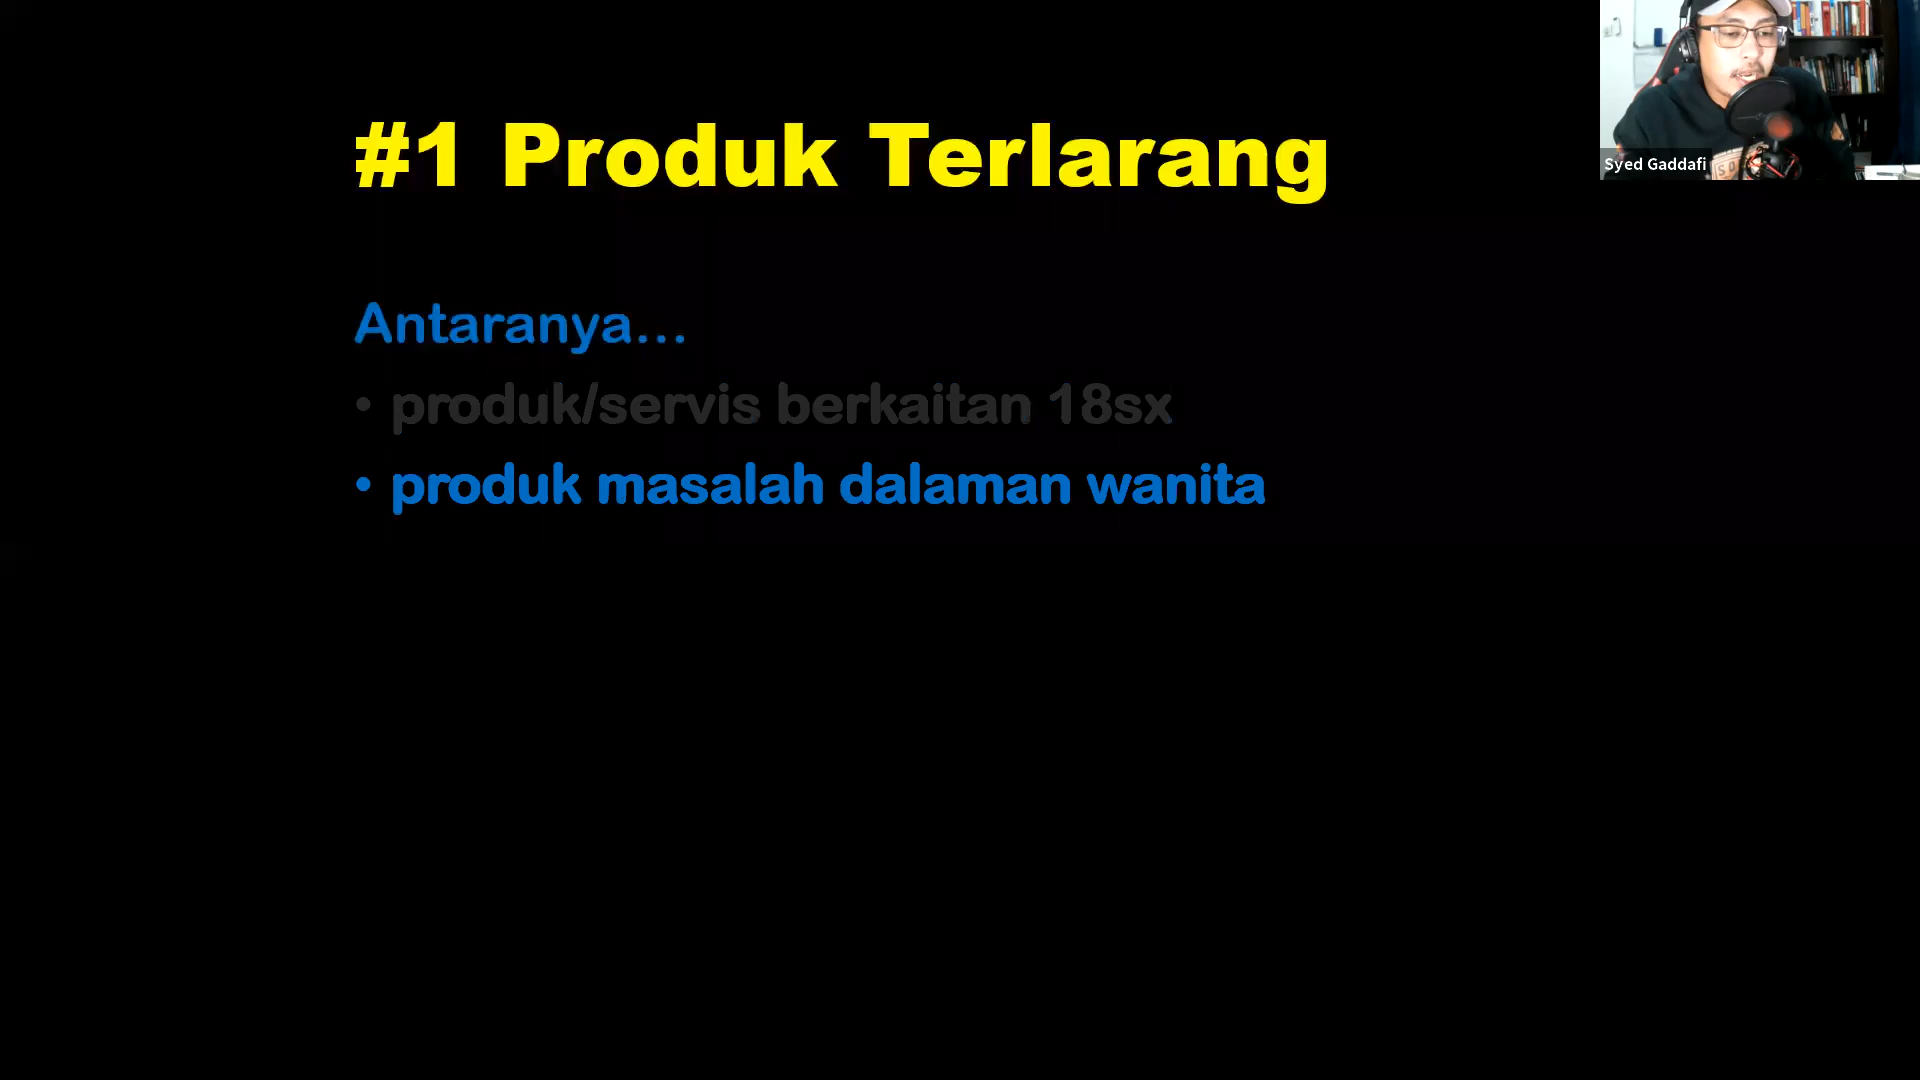 #1 Produk Terlarang
Syed Gaddafi
Antaranya...
• produk/servis berkaitan 18sx
• produk masalah dalaman wanita